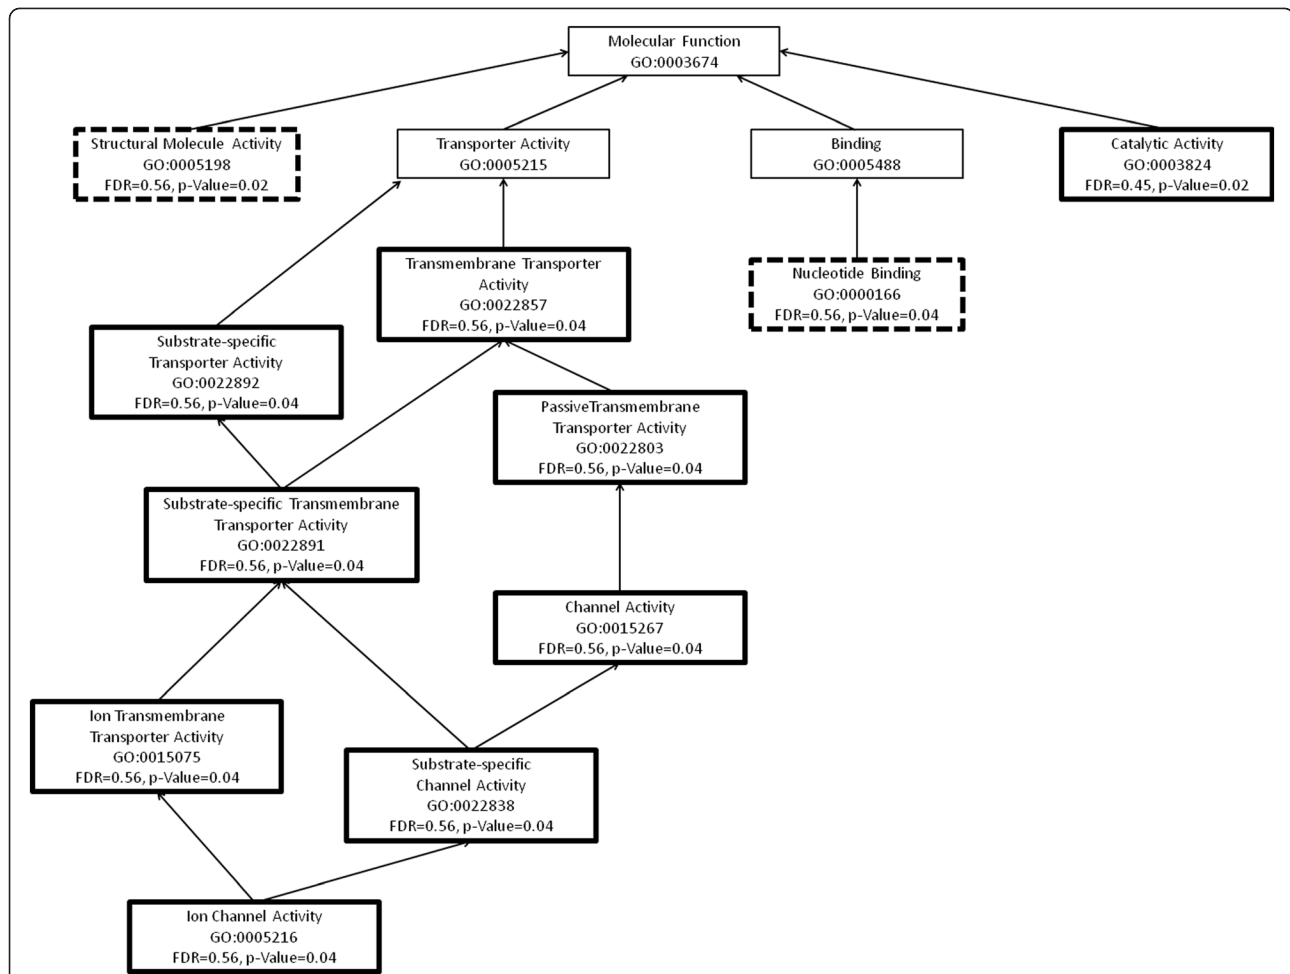 Molecular Function
GO:0003674
Structural Molecule Activity
GO:0005198
FDR=0.56, p-Value=0.02
Transporter Activity
GO:0005215
Binding
GO:0005488
Catalytic Activity
GO:0003824
FDR=0.45, p-Value=0.02
Transmembrane Transporter
Activity
GO:0022857
FDR=0.56, p-Value=0.04
Nucleotide Binding
GO:0000166
FDR=0.56, p-Value=0.04
Substrate-specific
Transporter Activity
GO:0022892
FDR=0.56, p-Value=0.04
PassiveTransmembrane
Transporter Activity
GO:0022803
FDR=0.56, p-Value=0.04
Substrate-specific Transmembrane
Transporter Activity
GO:0022891
FDR=0.56, p-Value=0.04
Channel Activity
GO:0015267
FDR=0.56, p-Value=0.04
Ion Transmembrane
Transporter Activity
GO:0015075
FDR=0.56, p-Value=0.04
Substrate-specific
Channel Activity
GO:0022838
FDR=0.56, p-Value=0.04
Ion Channel Activity
GO:0005216
FDR=0.56, p-Value=0.04